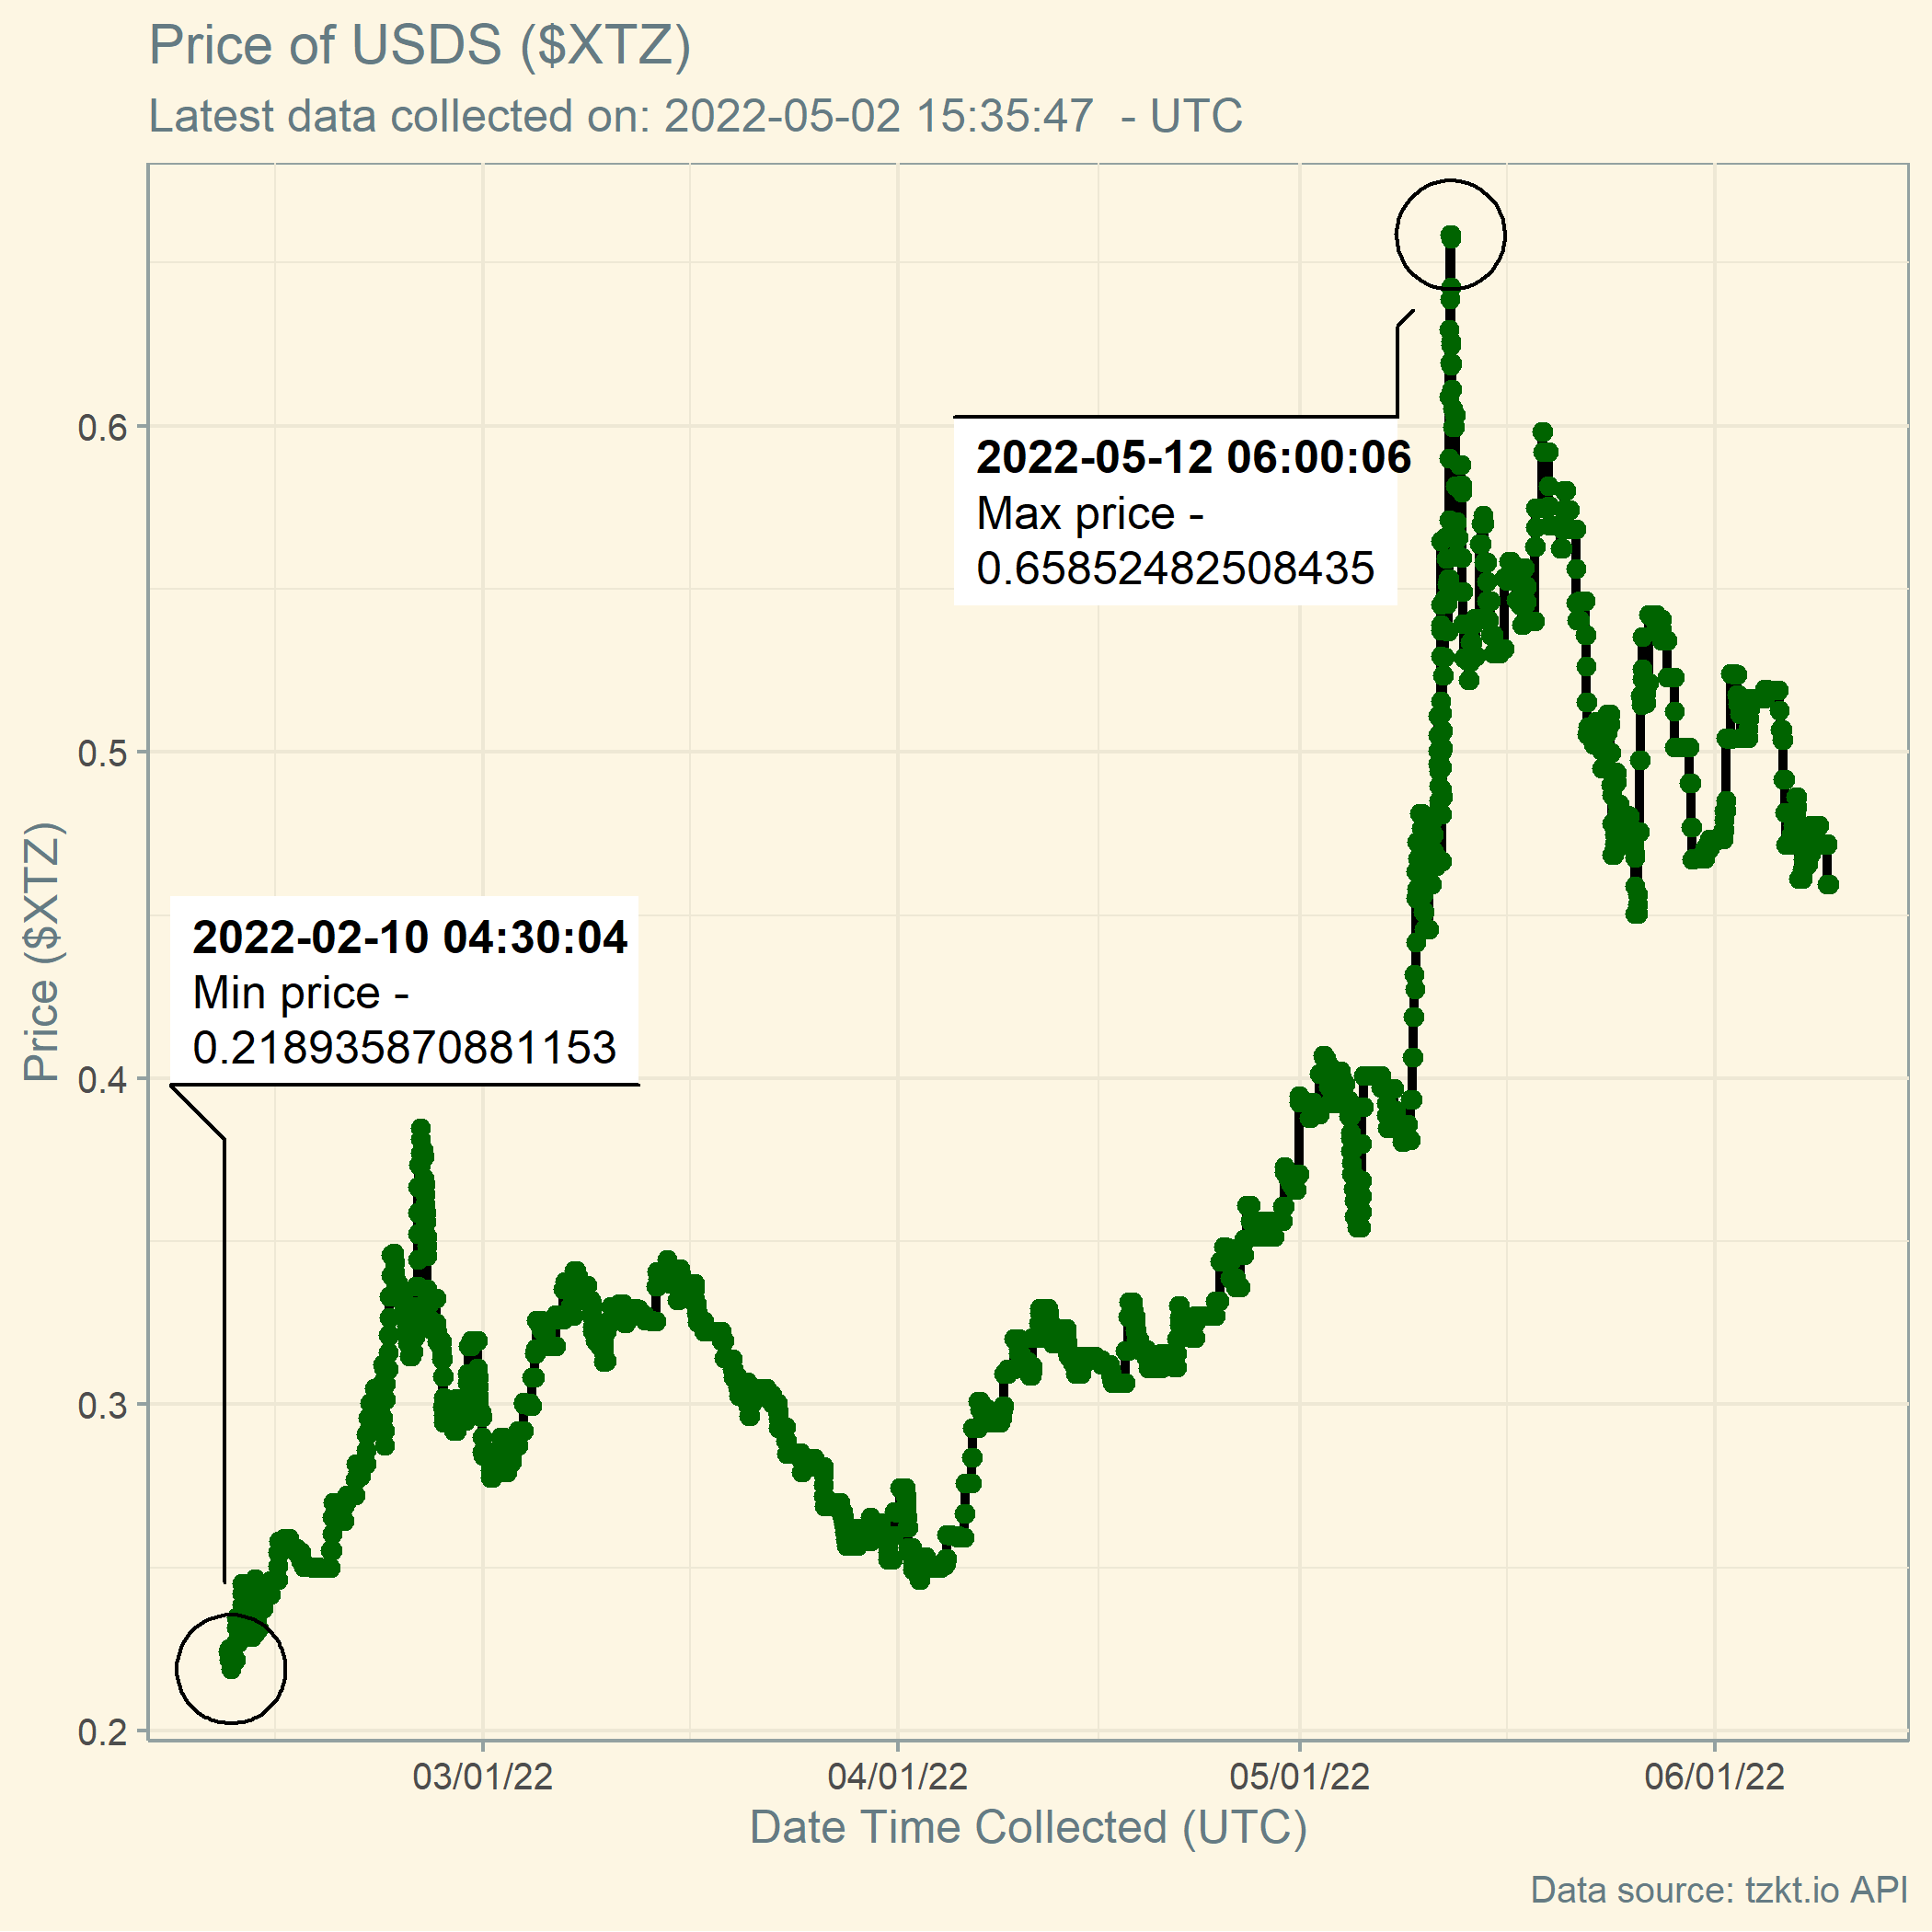 Price of USDS ($XTZ)
Latest data collected on: 2022-05-02 15:35:47  - UTC
Price ($XTZ)
0.6
0.5
0.4
0.3
0.2
2022-05-12 06:00:06
Max price -
0.65852482508435
2022-02-10 04:30:04
Min price -
0.218935870881153
03/01/22
04/01/22
05/01/22
06/01/22
Date Time Collected (UTC)
Data source: tzkt.io API